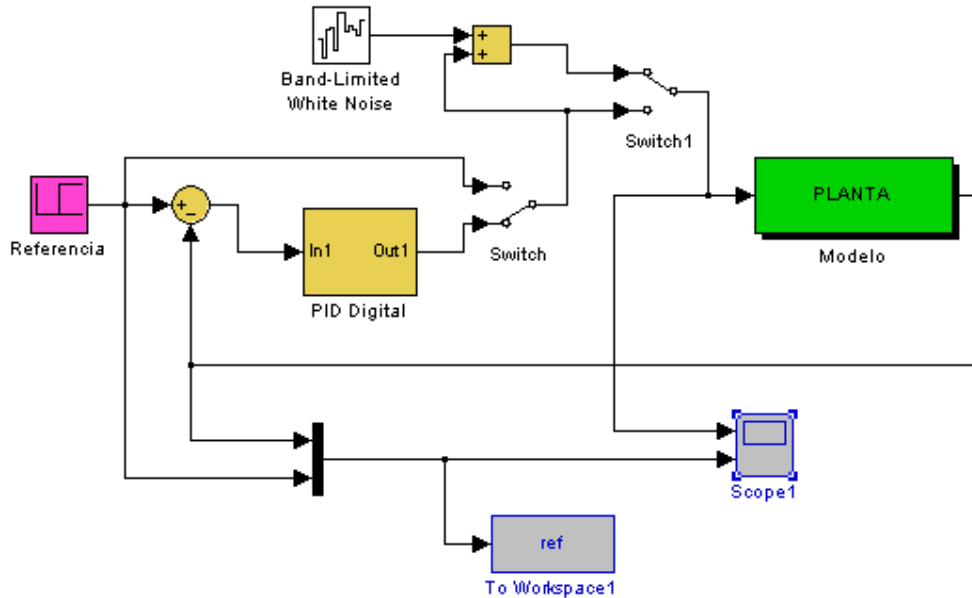 Band-Limited
White Noise
+
+
Switch1
PLANTA
Modelo
Referencia
+
-
In1 Out1
PID Digital
Switch
Scope1
ref
To Workspace1